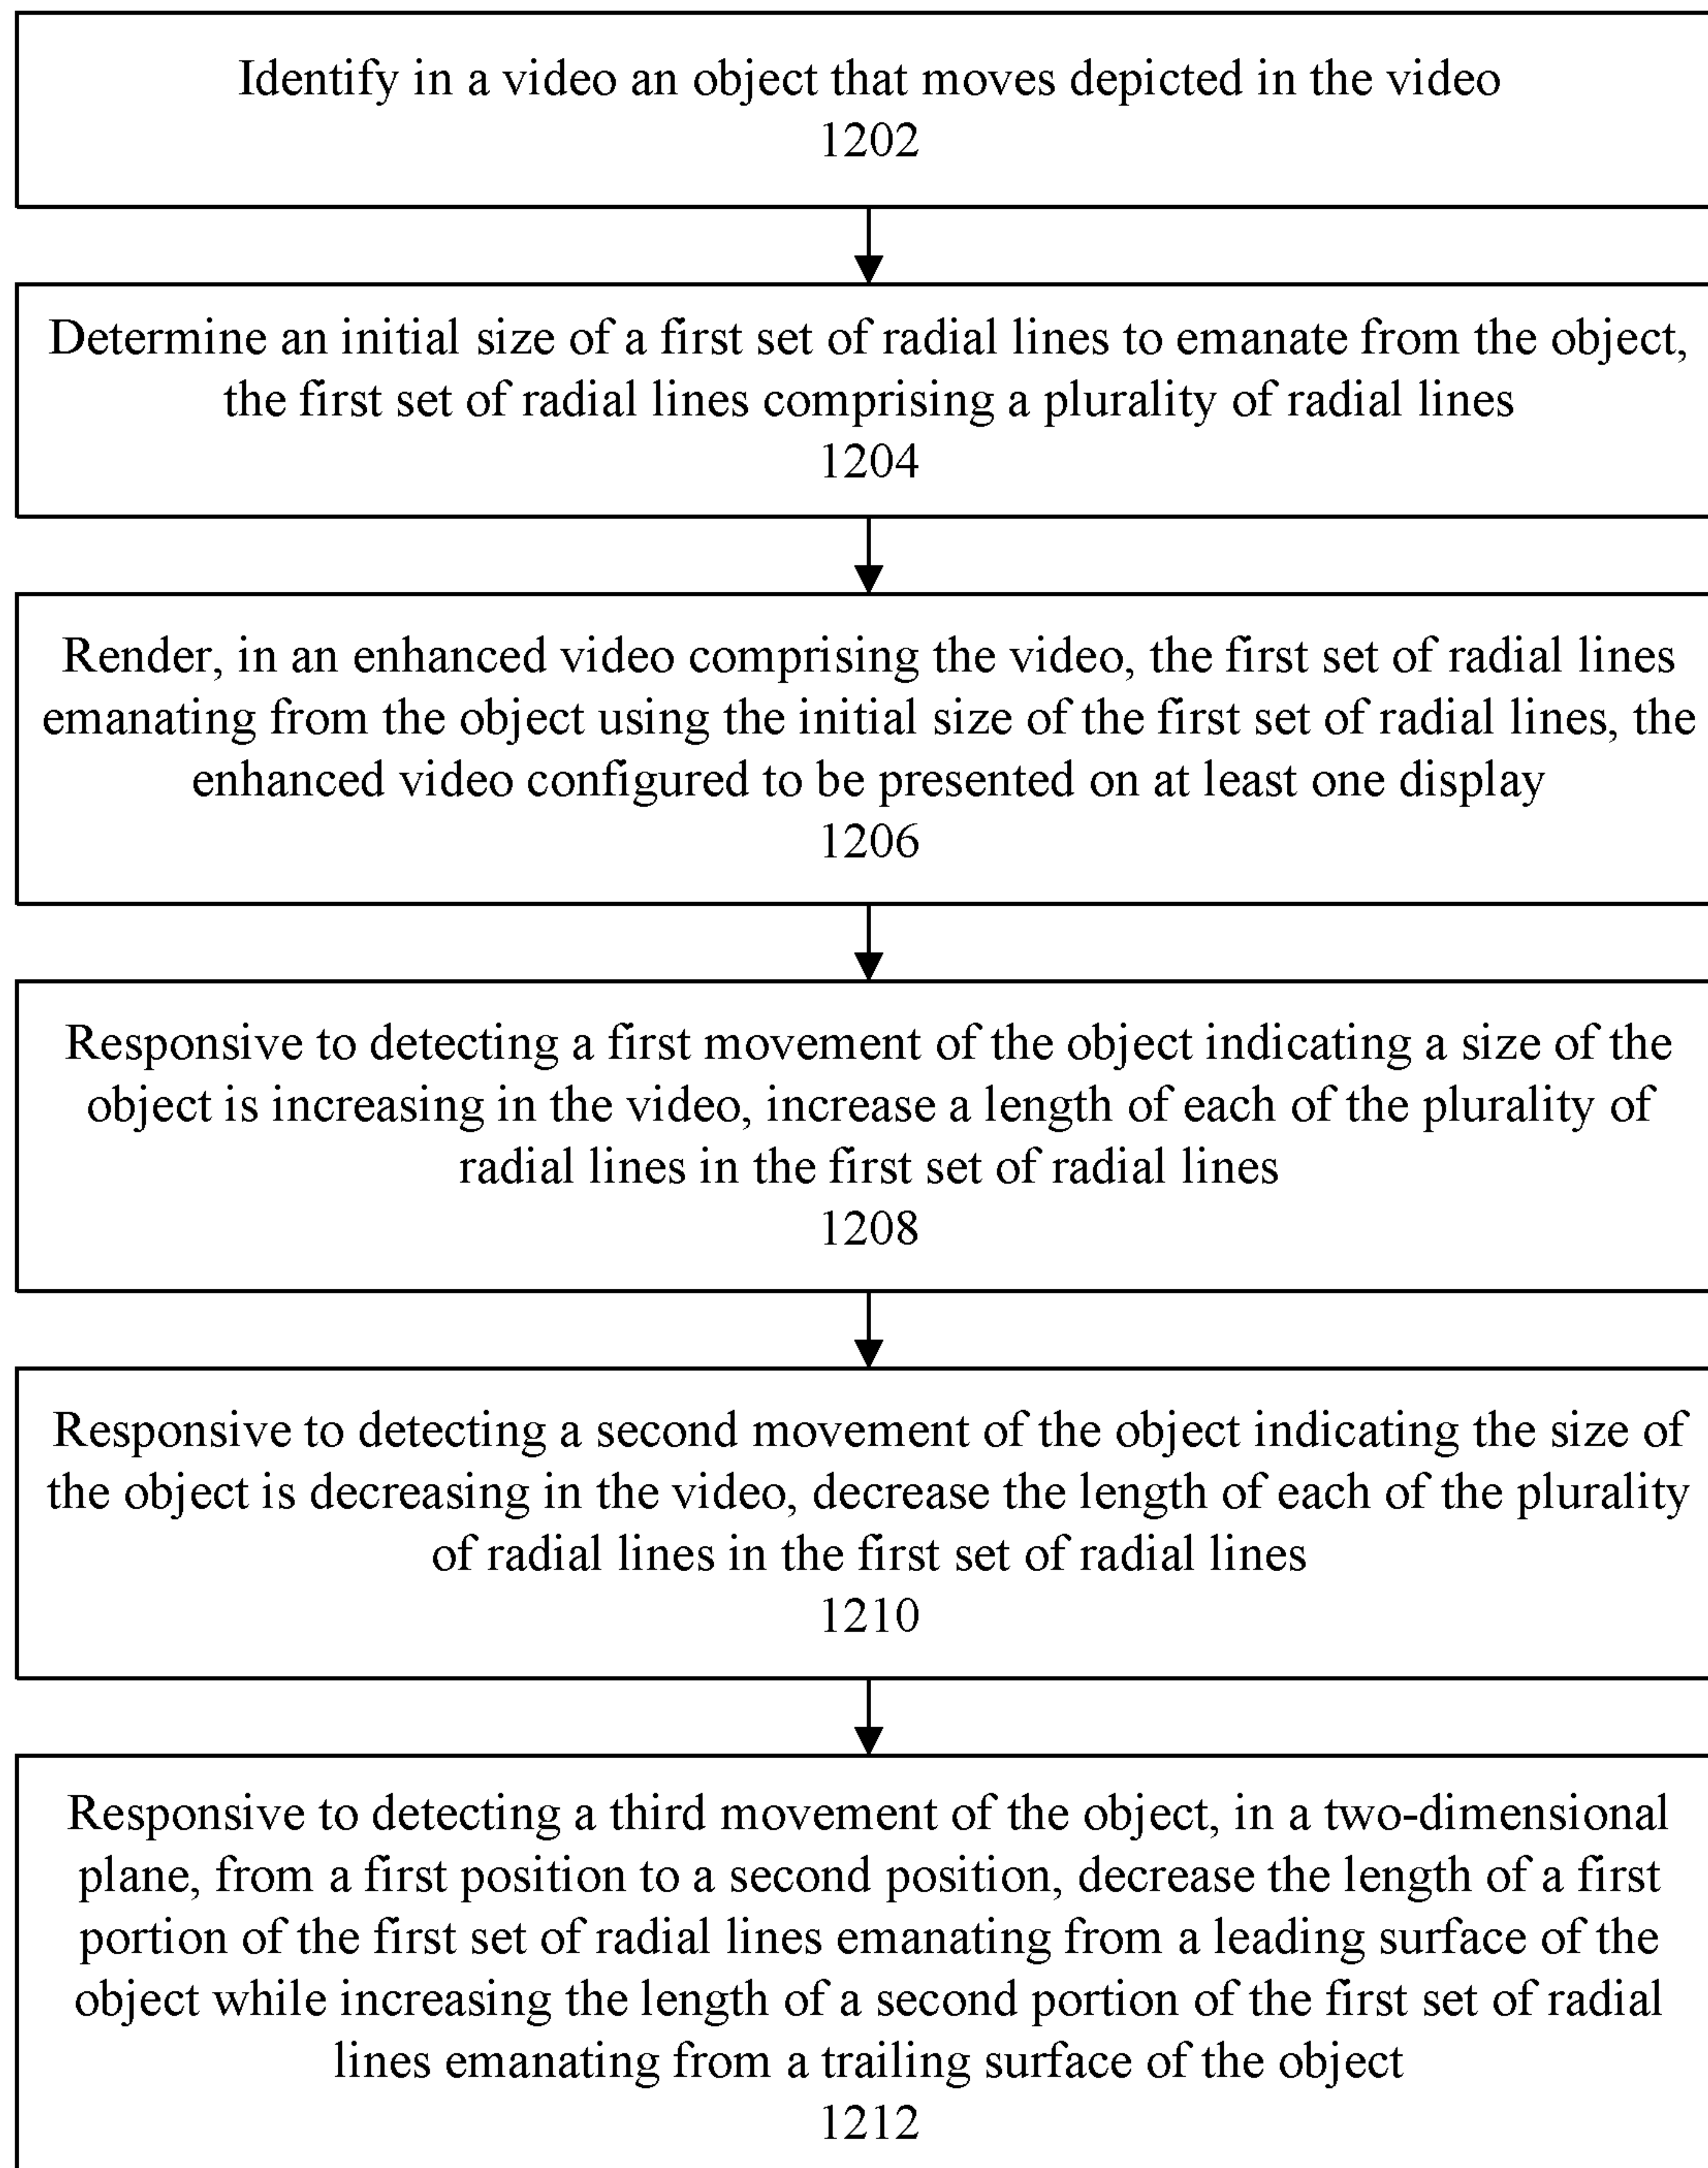 Identify in a video an object that moves depicted in the video
1202
Determine an initial size of a first set of radial lines to emanate from the object,
the first set of radial lines comprising a plurality of radial lines
1204
Render, in an enhanced video comprising the video, the first set of radial lines
emanating from the object using the initial size of the first set of radial lines, the
enhanced video configured to be presented on at least one display
1206
Responsive to detecting a first movement of the object indicating a size of the
object is increasing in the video, increase a length of each of the plurality of
radial lines in the first set of radial lines
1208
Responsive to detecting a second movement of the object indicating the size of
the object is decreasing in the video, decrease the length of each of the plurality
of radial lines in the first set of radial lines
1210
Responsive to detecting a third movement of the object, in a two-dimensional
plane, from a first position to a second position, decrease the length of a first
portion of the first set of radial lines emanating from a leading surface of the
object while increasing the length of a second portion of the first set of radial
lines emanating from a trailing surface of the object
1212